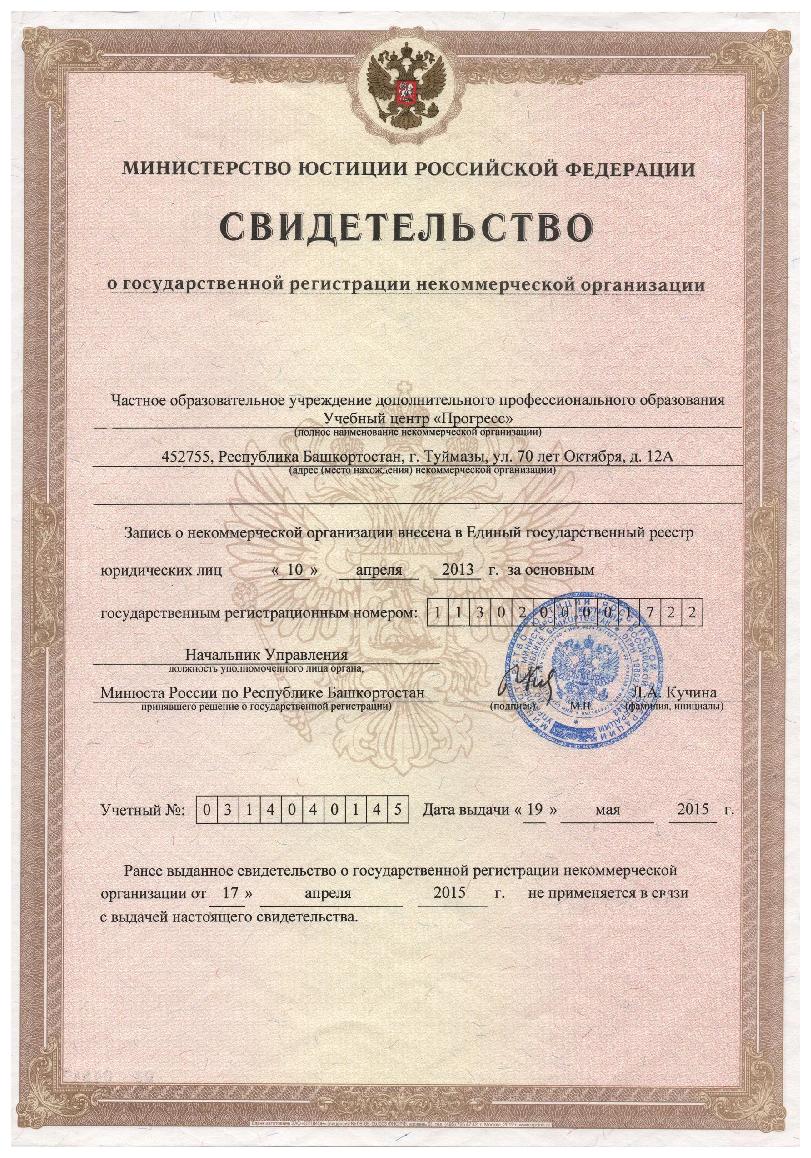 МИНИСТЕРСТВО ЮСТИЦИИ РОССИЙСКОЙ ФЕДЕРАЦИИ
СВИДЕТЕЛЬСТВО
о государственной регистрации некоммерческой организации
Частное образовательное учреждение дополнительного профессионального образования
Учебный центр «Прогресс»
(полное наименование некоммерческой организации)
452755, Республика Башкортостан, г. Туймазы, ул. 70 лет Октября, д. 12А
(адрес (место нахождения) некоммерческой организации)
Запись о некоммерческой организации внесена в Единый государственный реестр
юридических лиц « 10 » апреля 2013 г. за основным
государственным регистрационным номером: 1 1 3 0 2 0 0 0 0 1 7 2 2
Начальник Управления
должность уполномоченного лица органа,
Минюста России по Республике Башкортостан Л.А. Кучина
принявшего решение о государственной регистрации) (подпись) М.П. (фамилия, инициалы)
Учетный №: 0 3 1 4 0 4 0 1 4 5 Дата выдачи « 19 » мая 2015 г.
Ранее выданное свидетельство о государственной регистрации некоммерческой
организации от 17 » апреля 2015 г. не применяется в связи
с выдачей настоящего свидетельства.